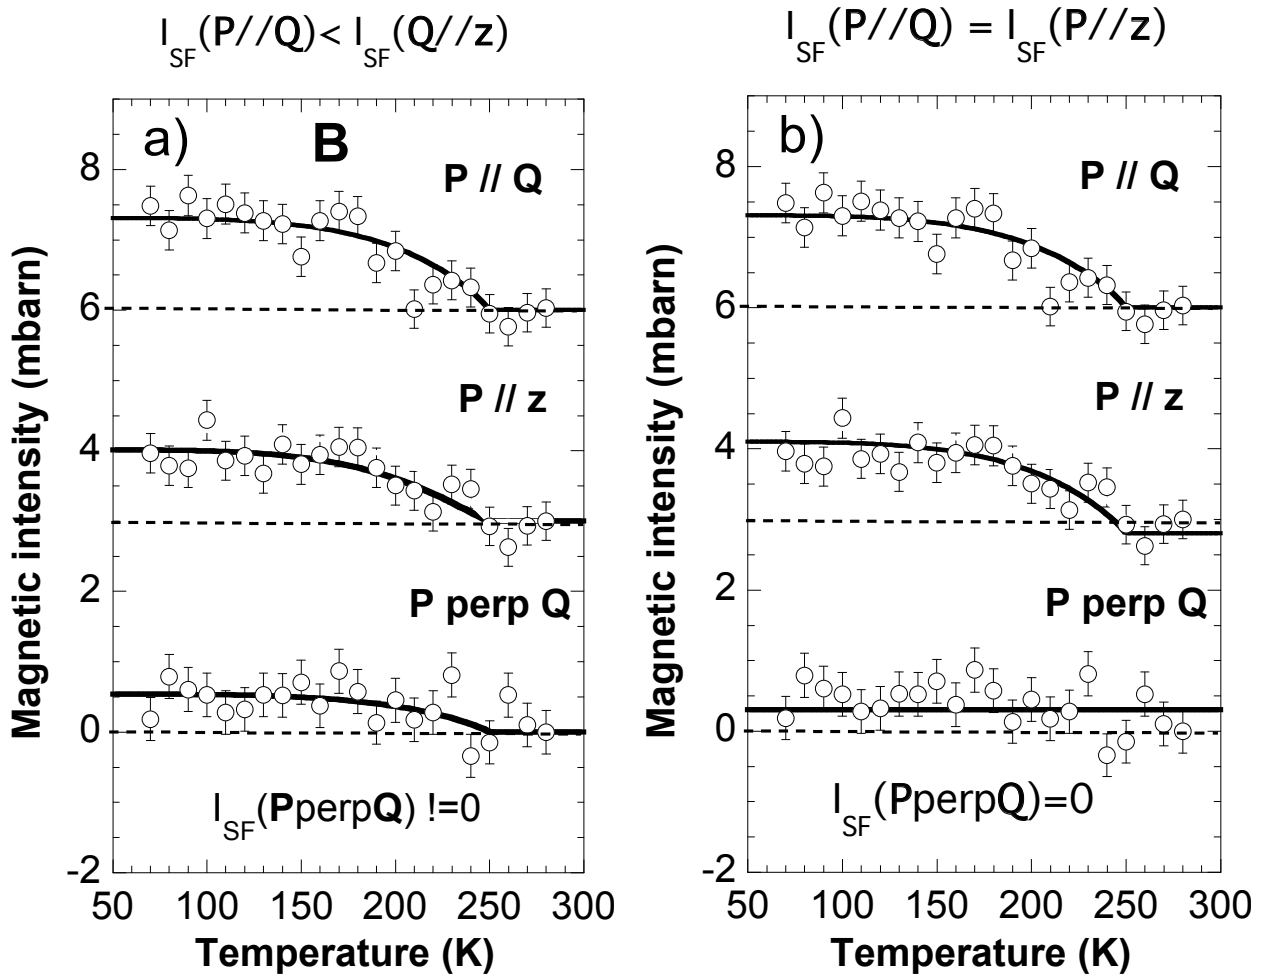 I_SF(P//Q)< I_SF(Q//z)
a) B
P // Q
P // z
P perp Q
I_SF(PperpQ) !=0
8
6
4
2
0
-2
50 100 150 200 250 300
Temperature (K)
Magnetic intensity (mbarn)
I_SF(P//Q) = I_SF(P//z)
b)
P // Q
P // z
P perp Q
I_SF(PperpQ)=0
8
6
4
2
0
-2
50 100 150 200 250 300
Temperature (K)
Magnetic intensity (mbarn)